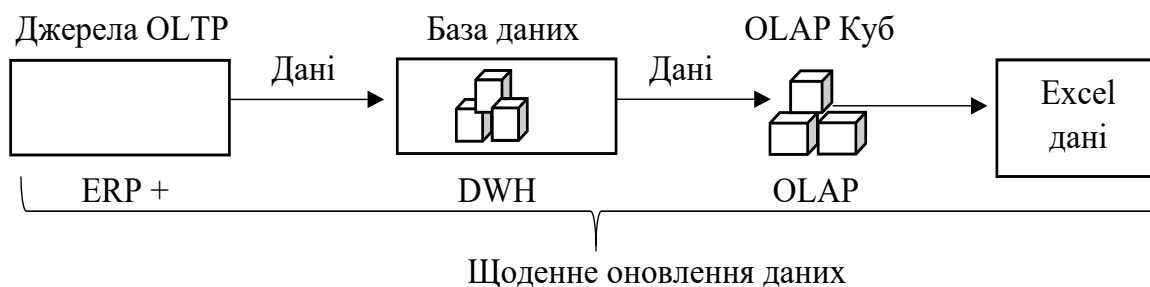 Джерела OLTP
База даних
OLAP Куб
Дані
Дані
Excel
дані
ERP +
DWH
OLAP
Щоденне оновлення даних